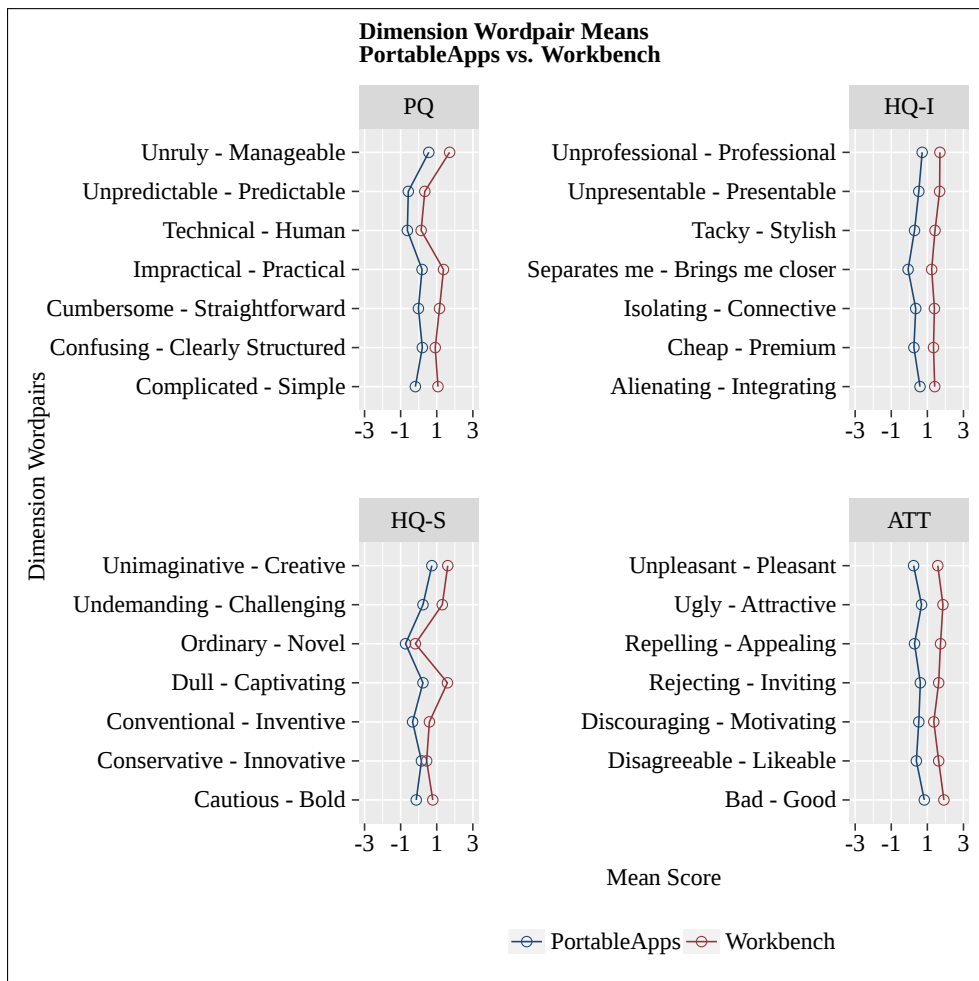 Dimension Wordpair Means
PortableApps vs. Workbench
Dimension Wordpairs
PQ
Unruly - Manageable
Unpredictable - Predictable
Technical - Human
Impractical - Practical
Cumbersome - Straightforward
Confusing - Clearly Structured
Complicated - Simple
-3 -1 1 3
HQ-I
Unprofessional - Professional
Unpresentable - Presentable
Tacky - Stylish
Separates me - Brings me closer
Isolating - Connective
Cheap - Premium
Alienating - Integrating
-3 -1 1 3
HQ-S
Unimaginative - Creative
Undemanding - Challenging
Ordinary - Novel
Dull - Captivating
Conventional - Inventive
Conservative - Innovative
Cautious - Bold
-3 -1 1 3
ATT
Unpleasant - Pleasant
Ugly - Attractive
Repelling - Appealing
Rejecting - Inviting
Discouraging - Motivating
Disagreeable - Likeable
Bad - Good
-3 -1 1 3
Mean Score
PortableApps Workbench